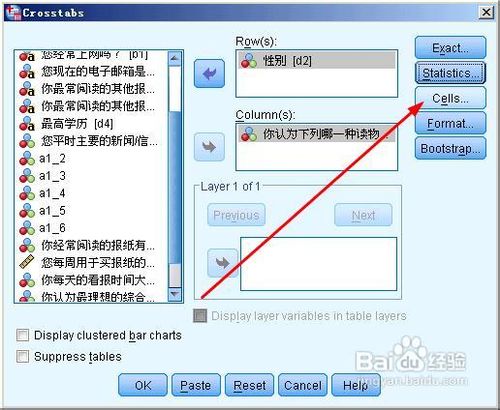 Crosstabs
您经常上网吗？ [b1]
您现在的电子邮箱是...
你最常阅读的其他报...
你最常阅读的其他报...
最高学历 [d4]
您平时主要的新闻/信...
a1_2
a1_3
a1_4
a1_5
a1_6
你经常阅读的报纸有...
您每周用于买报纸的...
你每天的看报时间大...
你认为最理想的综合...
Row(s):
性别 [d2]
Column(s):
你认为下列哪一种读物...
Layer 1 of 1
Previous
Next
Display layer variables in table layers
Exact...
Statistics...
Cells...
Format...
Bootstrap...
Display clustered bar charts
Suppress tables
OK
Paste
Reset
Cancel
Help
Baidu经验
jingyan.baidu.com